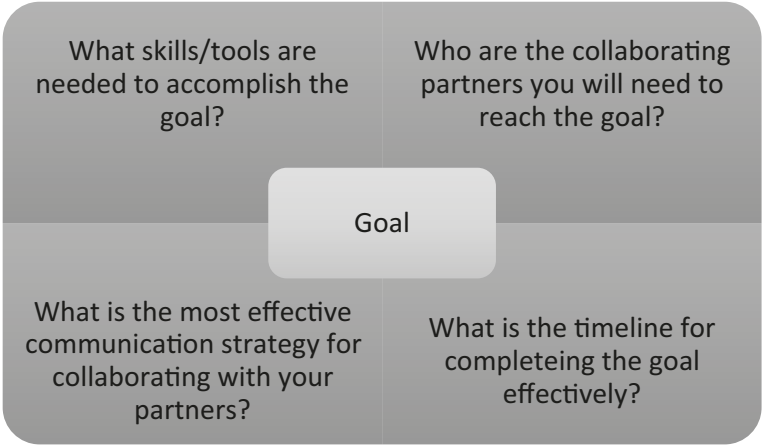 What skills/tools are
needed to accomplish the
goal?
Who are the collaborating
partners you will need to
reach the goal?
Goal
What is the most effective
communication strategy for
collaborating with your
partners?
What is the timeline for
completeing the goal
effectively?